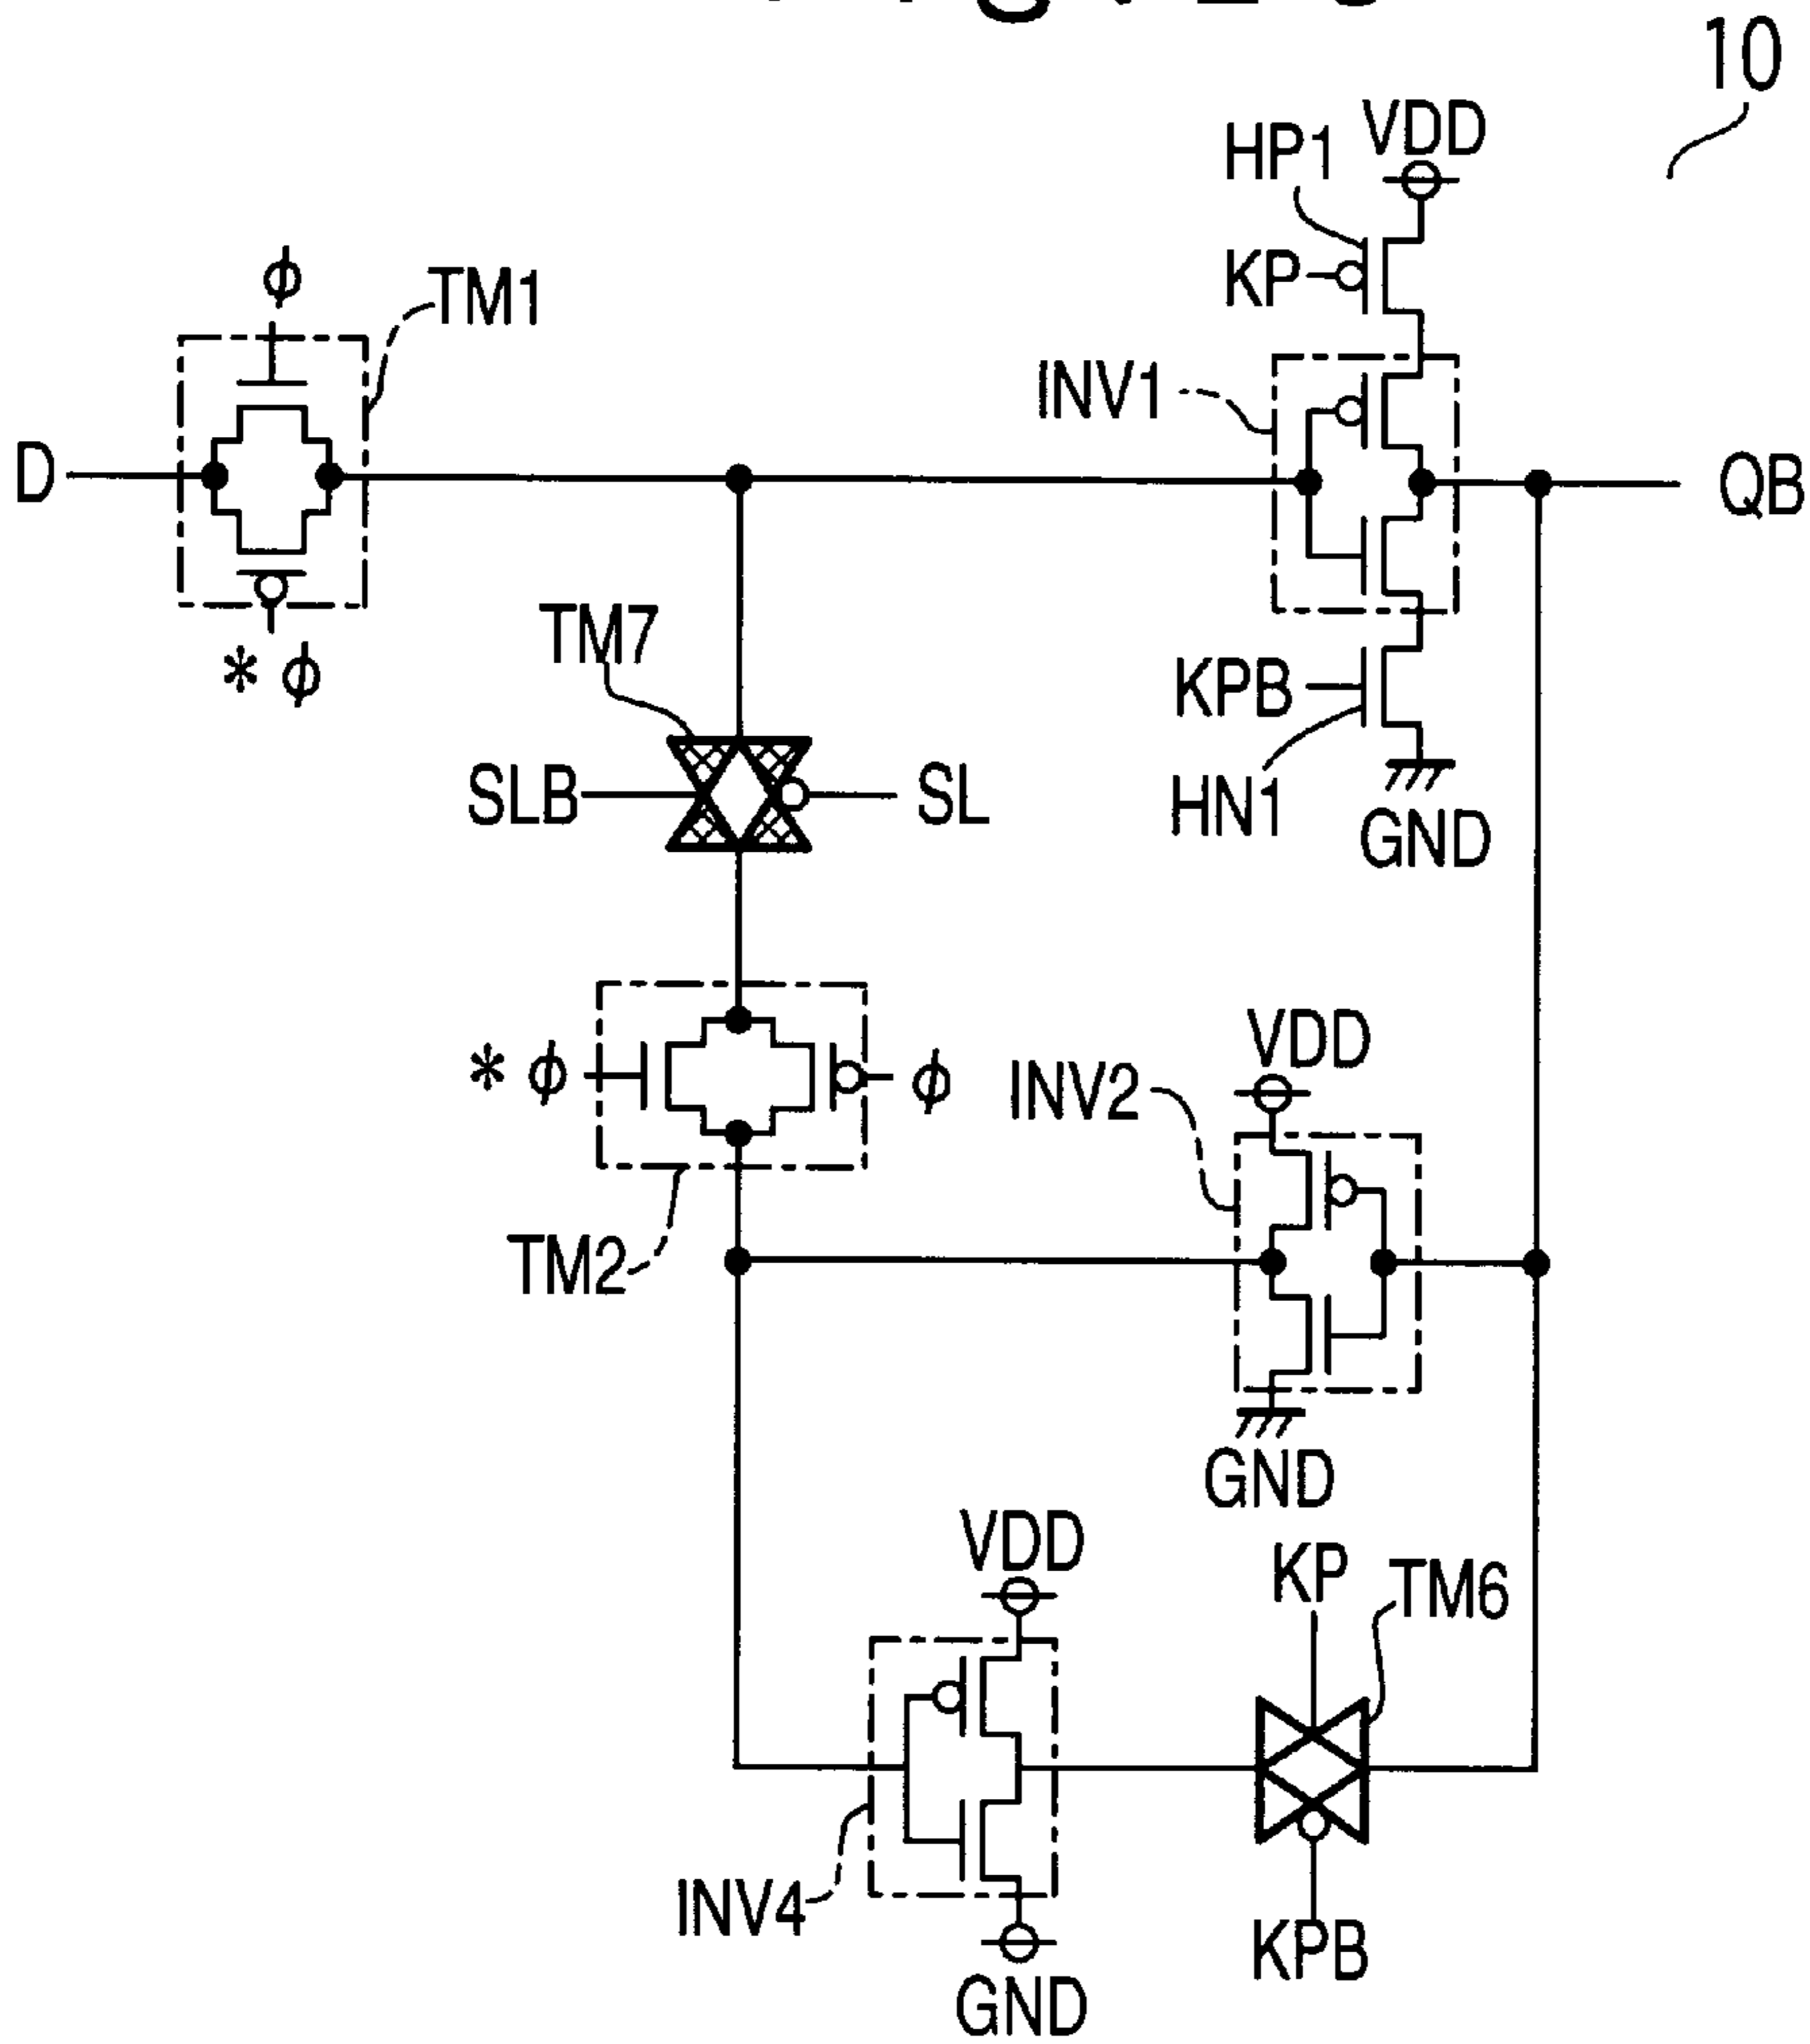 10
VDD
HP1
KP
φ
TM1
INV1
D
QB
* φ
TM7
KPB
SLB
SL
HN1
GND
VDD
* φ
φ
INV2
TM2
GND
VDD
KP
TM6
INV4
KPB
GND